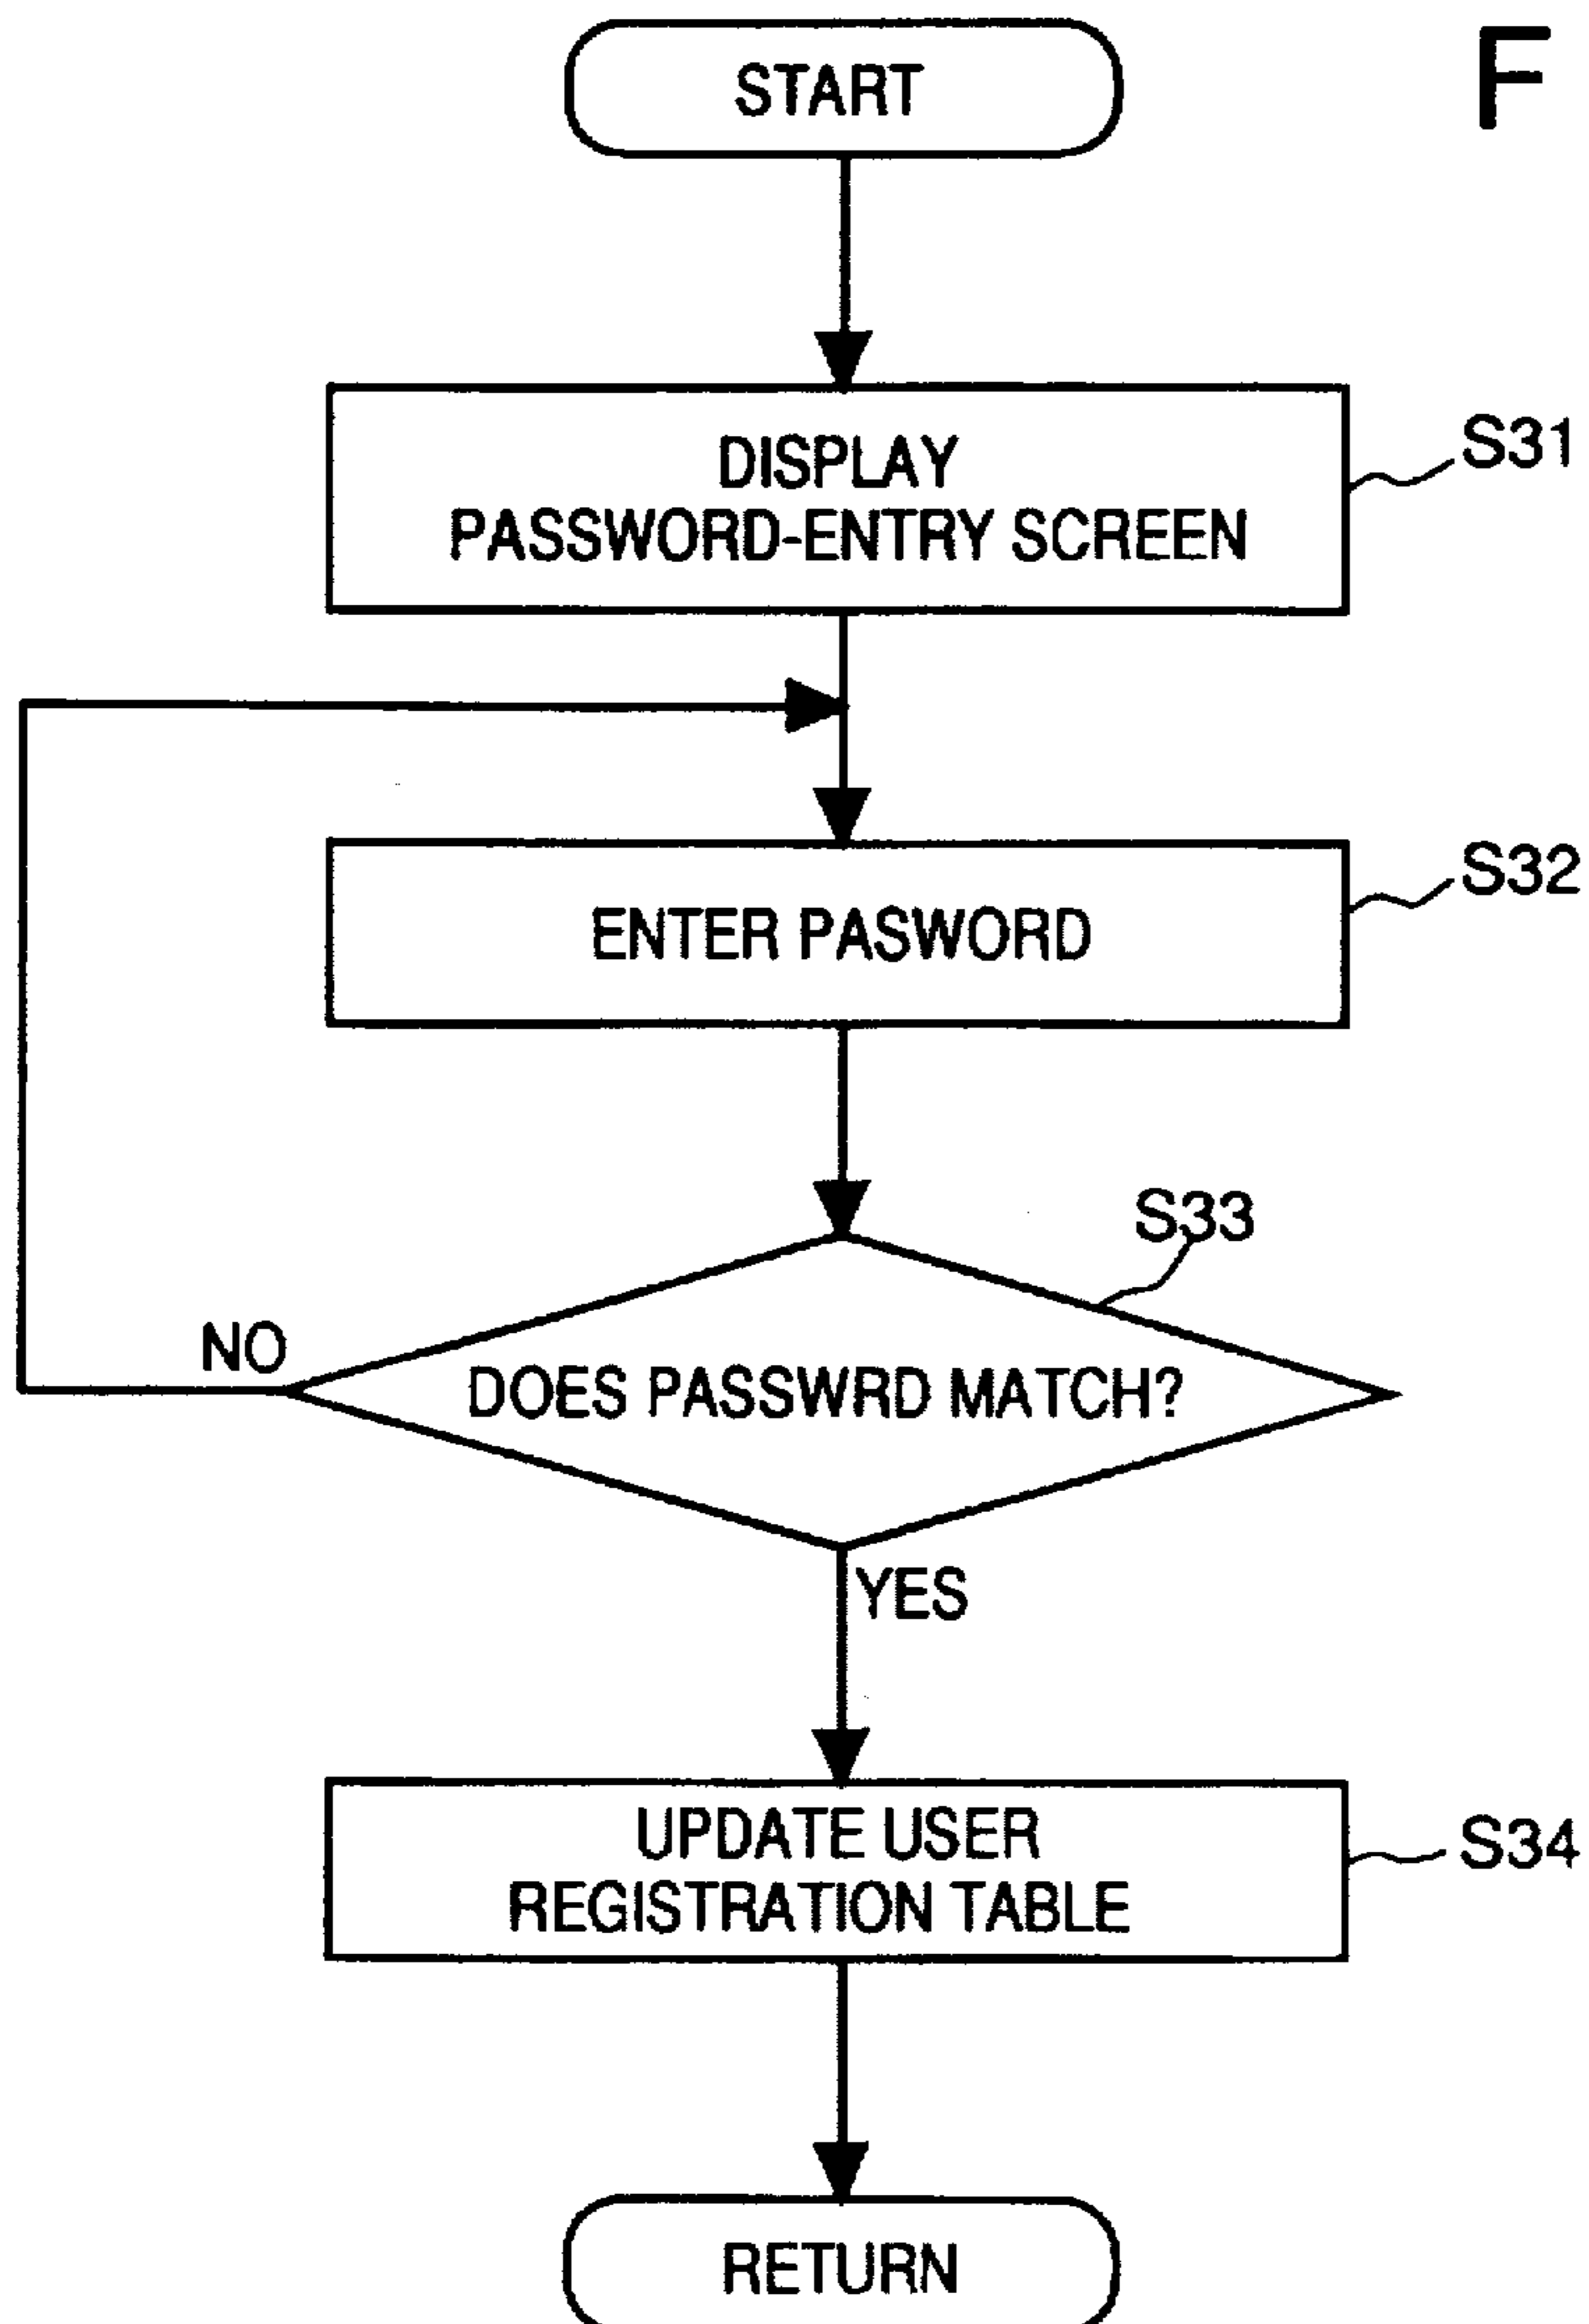 START
F
DISPLAY
PASSWORD-ENTRY SCREEN
S31
ENTER PASWORD
S32
S33
NO
DOES PASSWRD MATCH?
YES
UPDATE USER
REGISTRATION TABLE
S34
RETURN